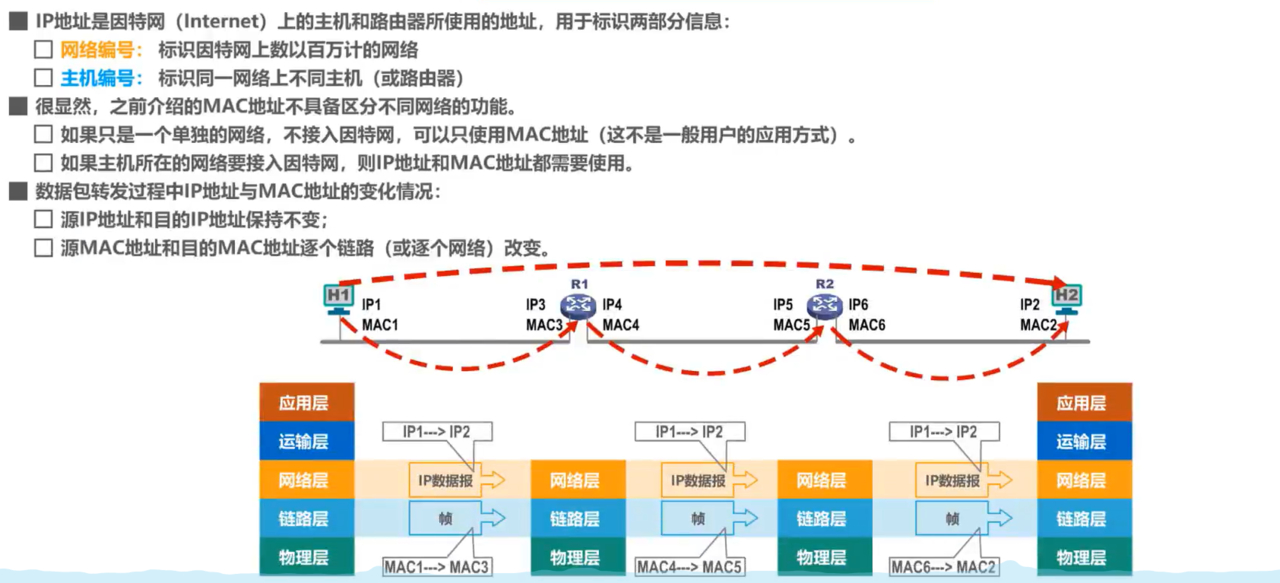 IP地址是因特网（Internet）上的主机和路由器所使用的地址，用于标识两部分信息：
网络编号： 标识因特网上数以百万计的网络
主机编号： 标识同一网络上不同主机（或路由器）
很显然，之前介绍的MAC地址不具备区分不同网络的功能。
如果只是一个单独的网络，不接入因特网，可以只使用MAC地址（这不是一般用户的应用方式）。
如果主机所在的网络要接入因特网，则IP地址和MAC地址都需要使用。
数据包转发过程中IP地址与MAC地址的变化情况：
源IP地址和目的IP地址保持不变；
源MAC地址和目的MAC地址逐个链路（或逐个网络）改变。
R1 R2
H1 IP1 IP3 IP4 IP5 IP6 IP2 H2
MAC1 MAC3 MAC4 MAC5 MAC6 MAC2
应用层 应用层
运输层 IP1---> IP2 IP1---> IP2 IP1---> IP2 运输层
网络层 IP数据报 网络层 IP数据报 网络层 IP数据报 网络层
链路层 帧 链路层 帧 链路层 帧 链路层
物理层 MAC1---> MAC3 物理层 MAC4---> MAC5 物理层 MAC6---> MAC2 物理层